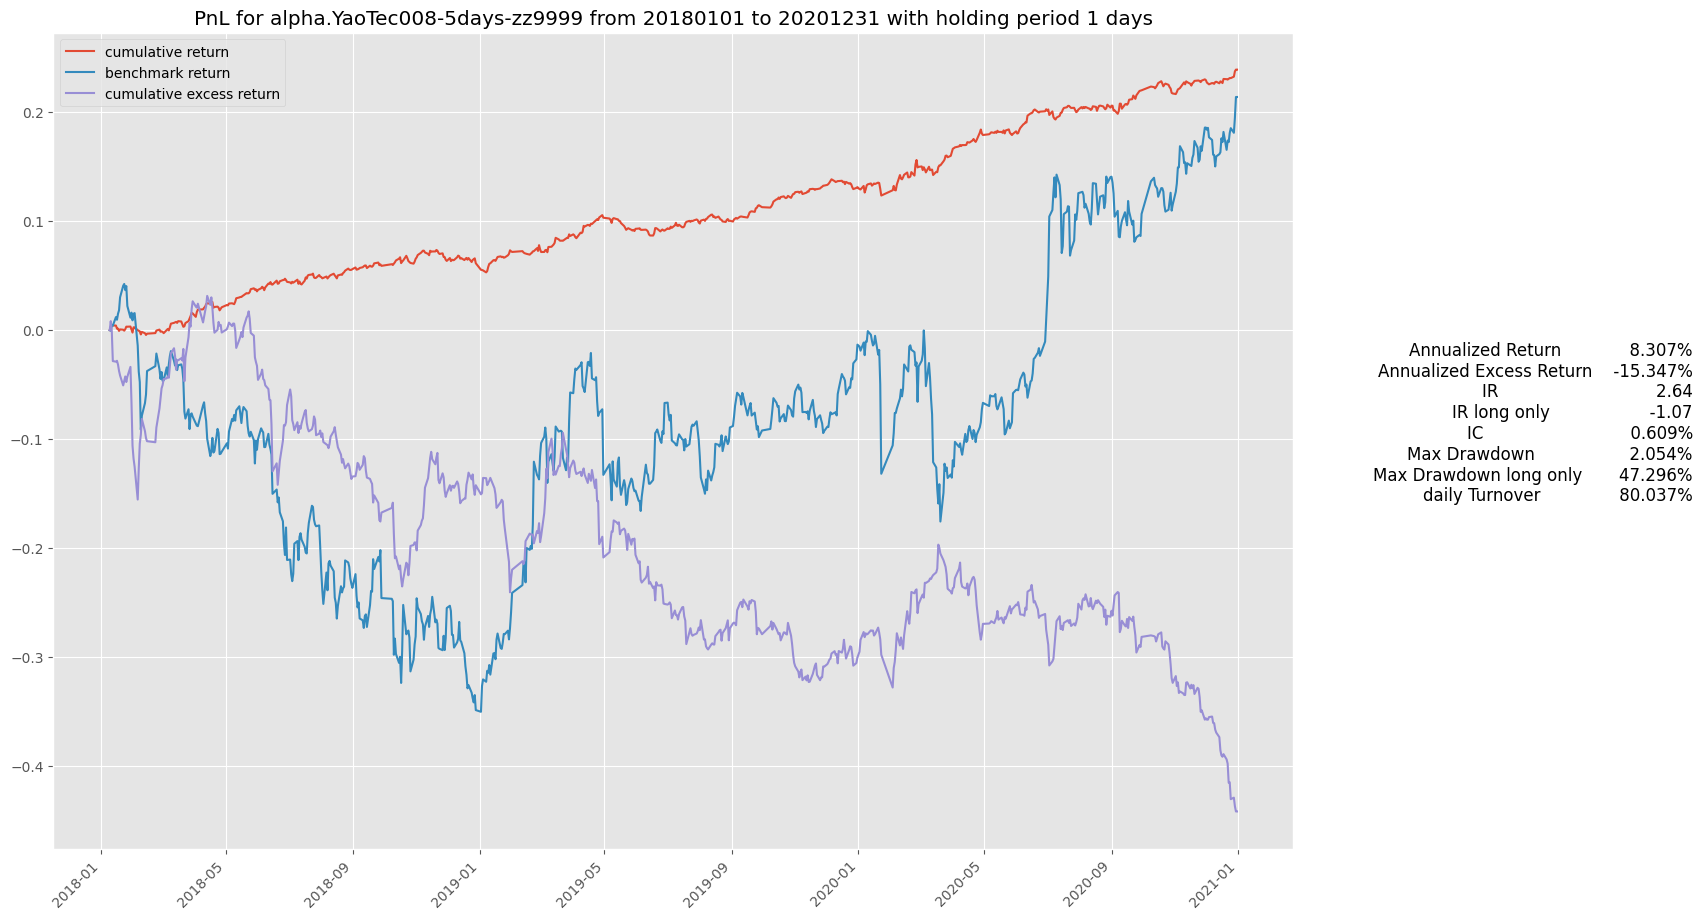 PnL for alpha.YaoTec008-5days-zz9999 from 20180101 to 20201231 with holding period 1 days
cumulative return
benchmark return
cumulative excess return
0.2
0.1
0.0
−0.1
−0.2
−0.3
−0.4
2018-01
2018-05
2018-09
2019-01
2019-05
2019-09
2020-01
2020-05
2020-09
2021-01
Annualized Return 8.307%
Annualized Excess Return -15.347%
IR 2.64
IR long only -1.07
IC 0.609%
Max Drawdown 2.054%
Max Drawdown long only 47.296%
daily Turnover 80.037%